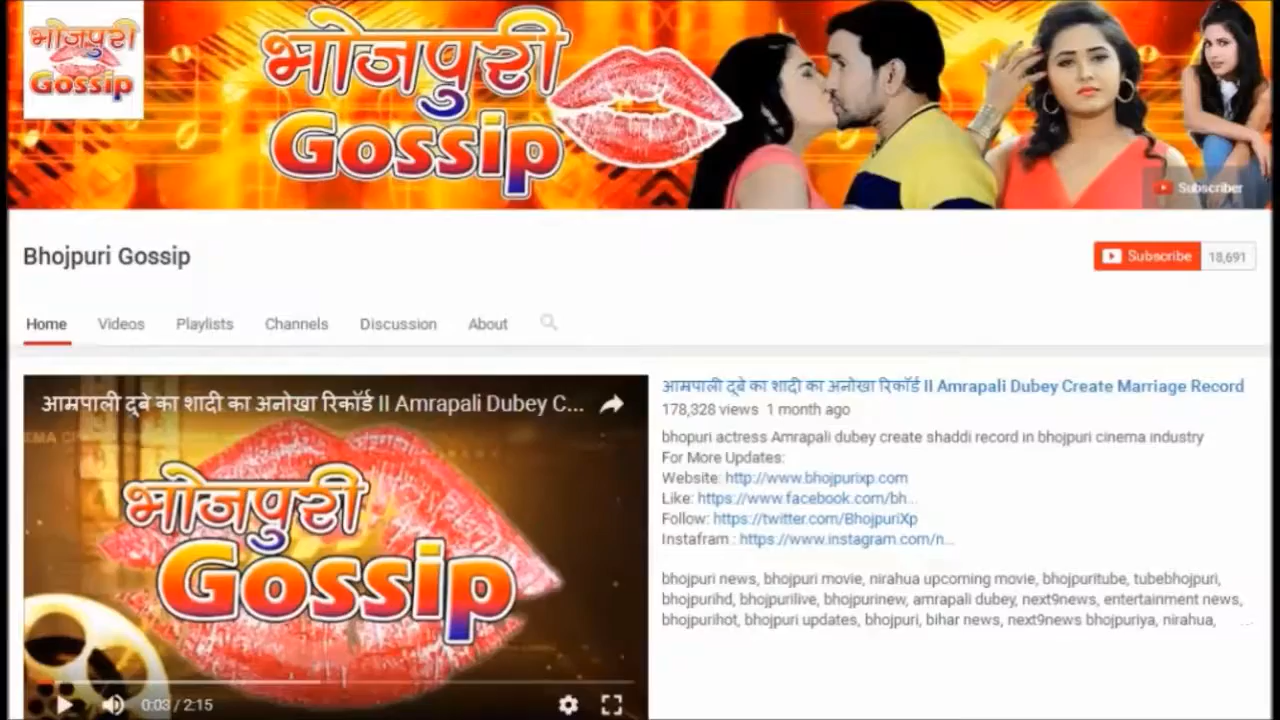 भोजपुरी
Gossip
भोजपुरी
Gossip
Subscriber
Bhojpuri Gossip
Subscribe 18,691
Home Videos Playlists Channels Discussion About
आम्रपाली दूबे का शादी का अनोखा रिकॉर्ड II Amrapali Dubey C...
भोजपुरी
Gossip
0:03 / 2:15
आम्रपाली दूबे का शादी का अनोखा रिकॉर्ड II Amrapali Dubey Create Marriage Record
178,328 views 1 month ago
bhopuri actress Amrapali dubey create shaddi record in bhojpuri cinema industry
For More Updates:
Website: http://www.bhojpurixp.com
Like: https://www.facebook.com/bh...
Follow: https://twitter.com/BhojpuriXp
Instafram : https://www.instagram.com/n...
bhojpuri news, bhojpuri movie, nirahua upcoming movie, bhojpuritube, tubebhojpuri,
bhojpurihd, bhojpurilive, bhojpurinew, amrapali dubey, next9news, entertainment news,
bhojpurihot, bhojpuri updates, bhojpuri, bihar news, next9news bhojpuriya, nirahua,